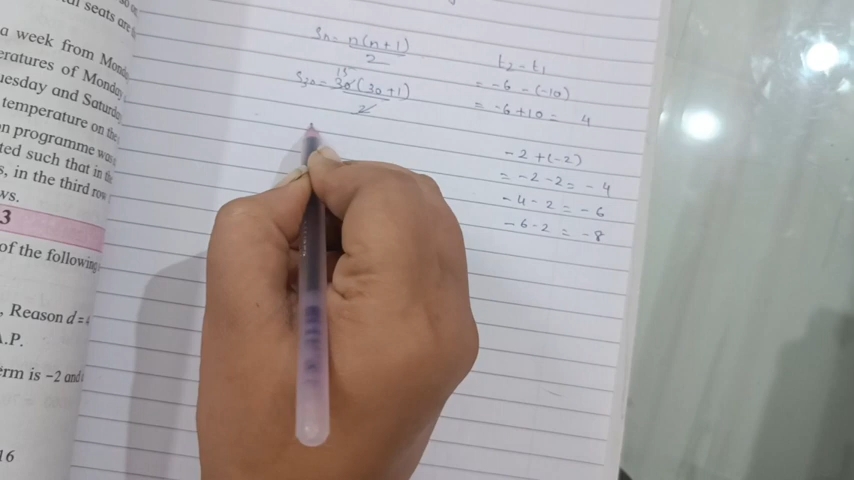 seats are
a week from Monday
eratures of Monday
uesday and Saturday
temperature on the
n programme was
ted such that in the
s, in the third row
ws.
3
of the following
, Reason d = 4
A.P.
erm is -2 and
16
Sn = n(n+1)
2
15
S30 = 30(30+1)
2
t2 - t1
= -6 - (-10)
= -6 + 10 = 4
-2 + (-2)
= -2 - 2 = -4
-4 - 2 = -6
-6 - 2 = -8